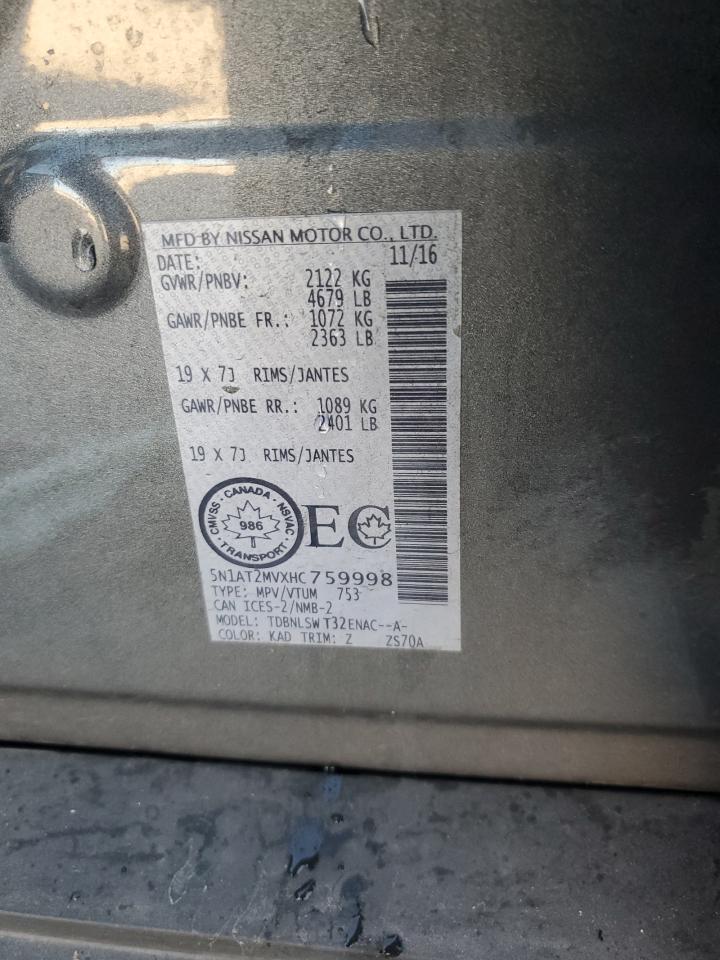 MFD BY NISSAN MOTOR CO., LTD.
DATE: 11/16
GVWR/PNBV: 2122 KG
4679 LB
GAWR/PNBE FR.: 1072 KG
2363 LB
19 X 7J RIMS/JANTES
GAWR/PNBE RR.: 1089 KG
2401 LB
19 X 7J RIMS/JANTES
CMVSS · CANADA · NSVAC
986
· TRANSPORT ·
EC
5N1AT2MVXHC759998
TYPE: MPV/VTUM 753
CAN ICES-2/NMB-2
MODEL: TDBNLSW T32ENAC--A-
COLOR: KAD TRIM: Z ZS70A